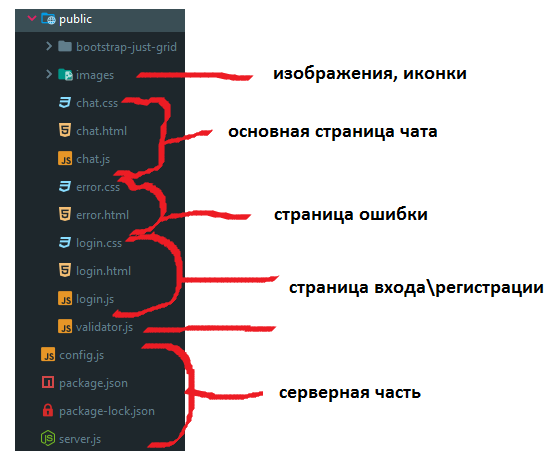 public
bootstrap-just-grid
images
изображения, иконки
chat.css
chat.html
основная страница чата
chat.js
error.css
error.html
страница ошибки
login.css
login.html
страница входа\регистрации
login.js
validator.js
config.js
package.json
серверная часть
package-lock.json
server.js